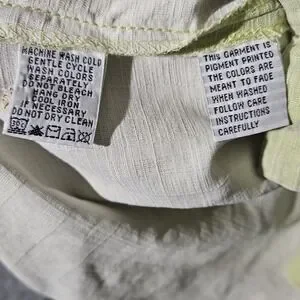 MACHINE WASH COLD
GENTLE CYCLE
WASH COLORS
SEPARATELY
DO NOT BLEACH
HANG DRY
COOL IRON
IF NECESSARY
DO NOT DRY CLEAN
THIS GARMENT IS
PIGMENT PRINTED
THE COLORS ARE
MEANT TO FADE
WHEN WASHED
FOLLOW CARE
INSTRUCTIONS
CAREFULLY